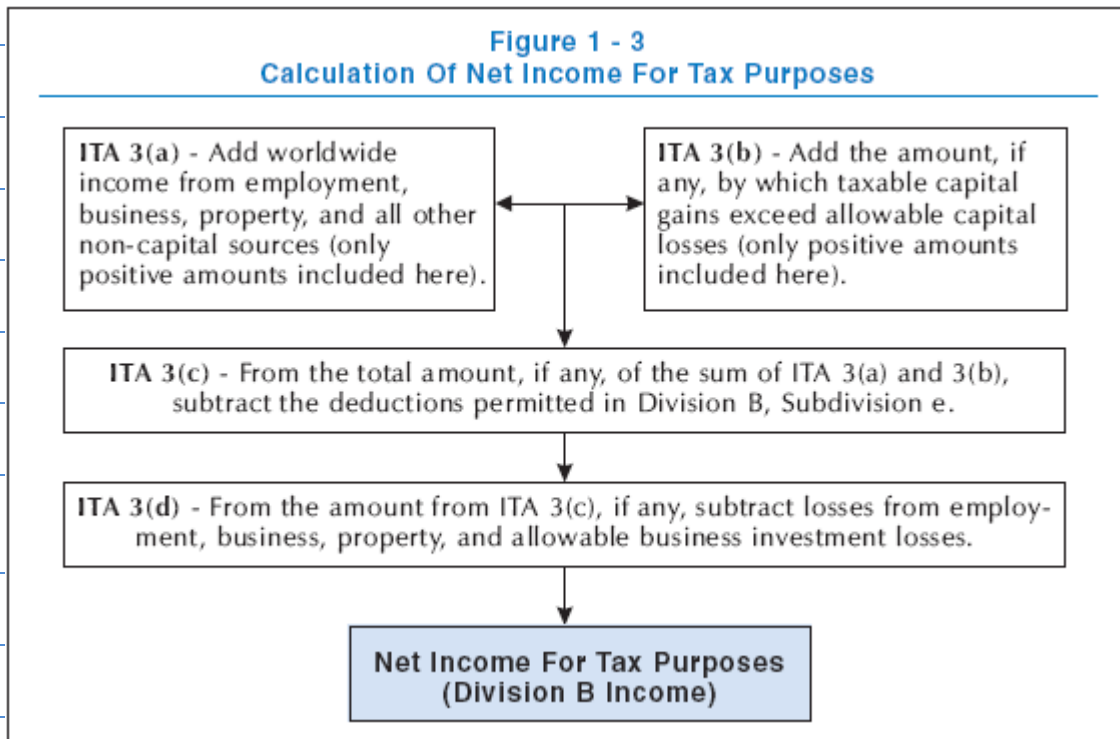 Figure 1 - 3
Calculation Of Net Income For Tax Purposes
ITA 3(a) - Add worldwide
income from employment,
business, property, and all other
non-capital sources (only
positive amounts included here).
ITA 3(b) - Add the amount, if
any, by which taxable capital
gains exceed allowable capital
losses (only positive amounts
included here).
ITA 3(c) - From the total amount, if any, of the sum of ITA 3(a) and 3(b),
subtract the deductions permitted in Division B, Subdivision e.
ITA 3(d) - From the amount from ITA 3(c), if any, subtract losses from employ-
ment, business, property, and allowable business investment losses.
Net Income For Tax Purposes
(Division B Income)